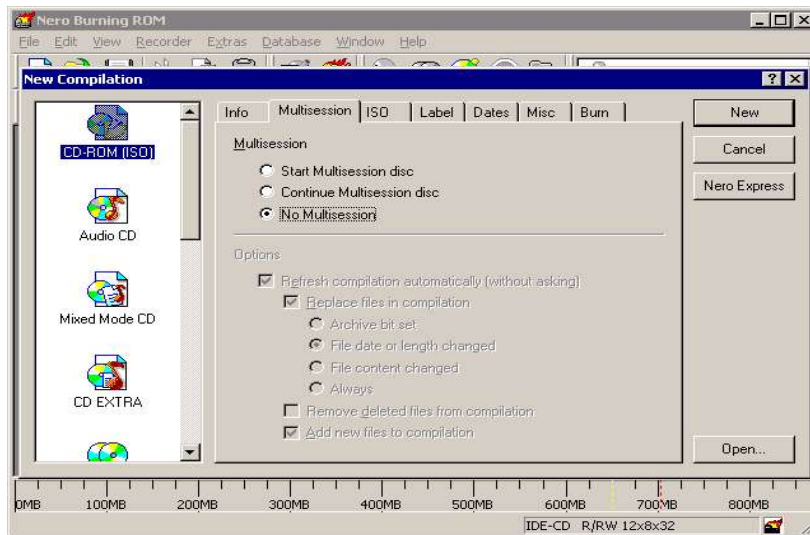 Nero Burning ROM
File Edit View Recorder Extras Database Window Help
New Compilation
CD-ROM (ISO)
Audio CD
Mixed Mode CD
CD EXTRA
Info Multisession ISO Label Dates Misc Burn
Multisession
Start Multisession disc
Continue Multisession disc
No Multisession
Options
Refresh compilation automatically (without asking)
Replace files in compilation
Archive bit set
File date or length changed
File content changed
Always
Remove deleted files from compilation
Add new files to compilation
New
Cancel
Nero Express
Open...
0MB 100MB 200MB 300MB 400MB 500MB 600MB 700MB 800MB
IDE-CD R/RW 12x8x32